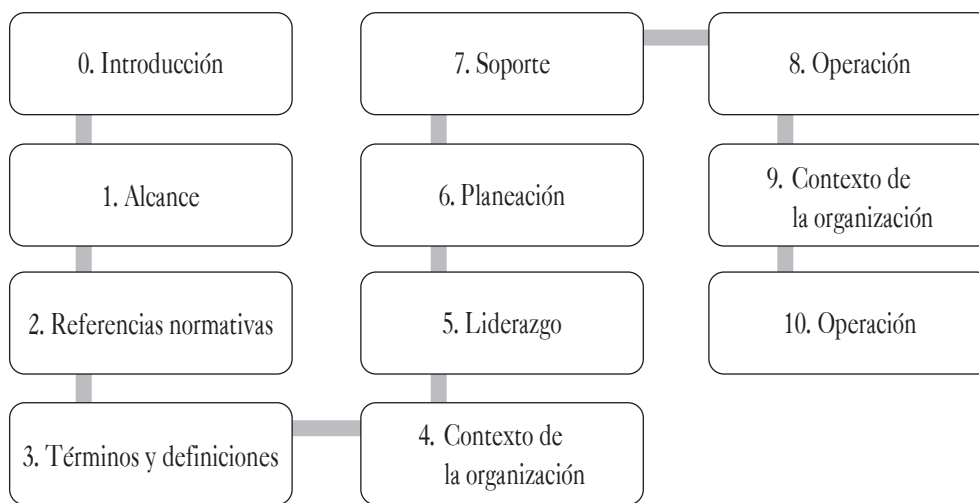 0. Introducción
1. Alcance
2. Referencias normativas
3. Términos y definiciones
4. Contexto de
la organización
5. Liderazgo
6. Planeación
7. Soporte
8. Operación
9. Contexto de
la organización
10. Operación